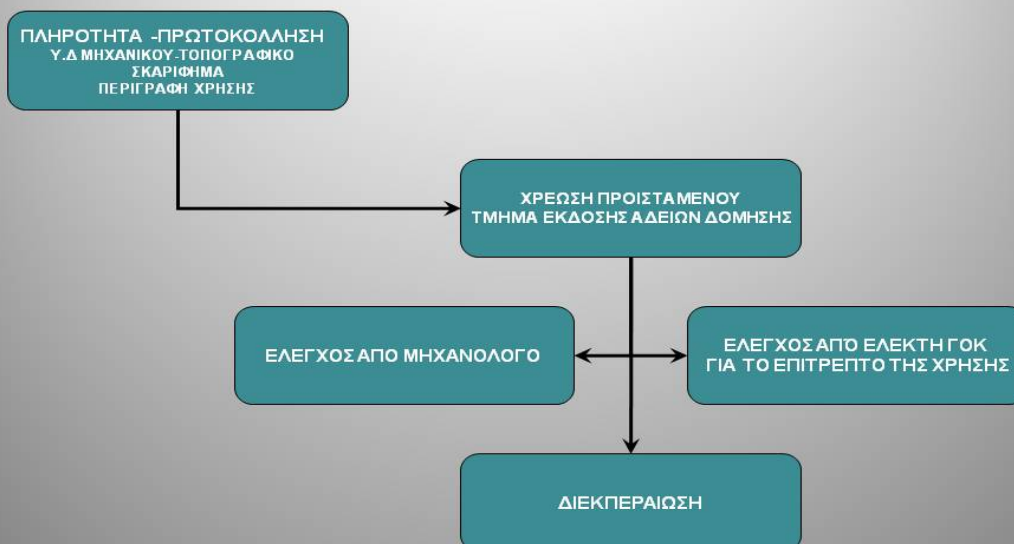 ΠΛΗΡΟΤΗΤΑ -ΠΡΩΤΟΚΟΛΛΗΣΗ
Υ.Δ ΜΗΧΑΝΙΚΟΥ-ΤΟΠΟΓΡΑΦΙΚΟ
ΣΚΑΡΙΦΗΜΑ
ΠΕΡΙΓΡΑΦΗ ΧΡΗΣΗΣ
ΧΡΕΩΣΗ ΠΡΟΙΣΤΑΜΕΝΟΥ
ΤΜΗΜΑ ΕΚΔΟΣΗΣ ΑΔΕΙΩΝ ΔΟΜΗΣΗΣ
ΕΛΕΓΧΟΣ ΑΠΟ ΜΗΧΑΝΟΛΟΓΟ
ΕΛΕΓΧΟΣ ΑΠΌ ΕΛΕΚΤΗ ΓΟΚ
ΓΙΑ ΤΟ ΕΠΙΤΡΕΠΤΟ ΤΗΣ ΧΡΗΣΗΣ
ΔΙΕΚΠΕΡΑΙΩΣΗ